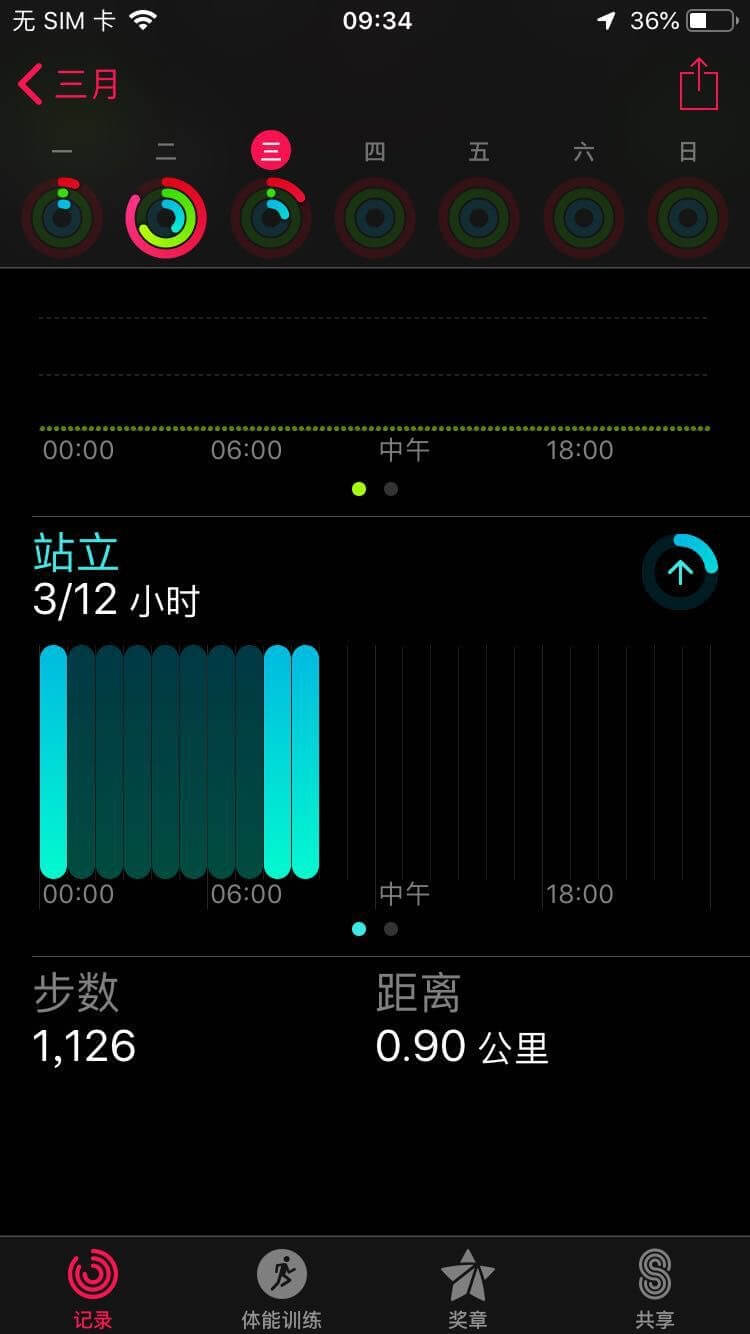 无 SIM 卡 09:34 36%
三月
一 二 三 四 五 六 日
00:00 06:00 中午 18:00
站立
3/12 小时
00:00 06:00 中午 18:00
步数 距离
1,126 0.90 公里
记录 体能训练 奖章 共享